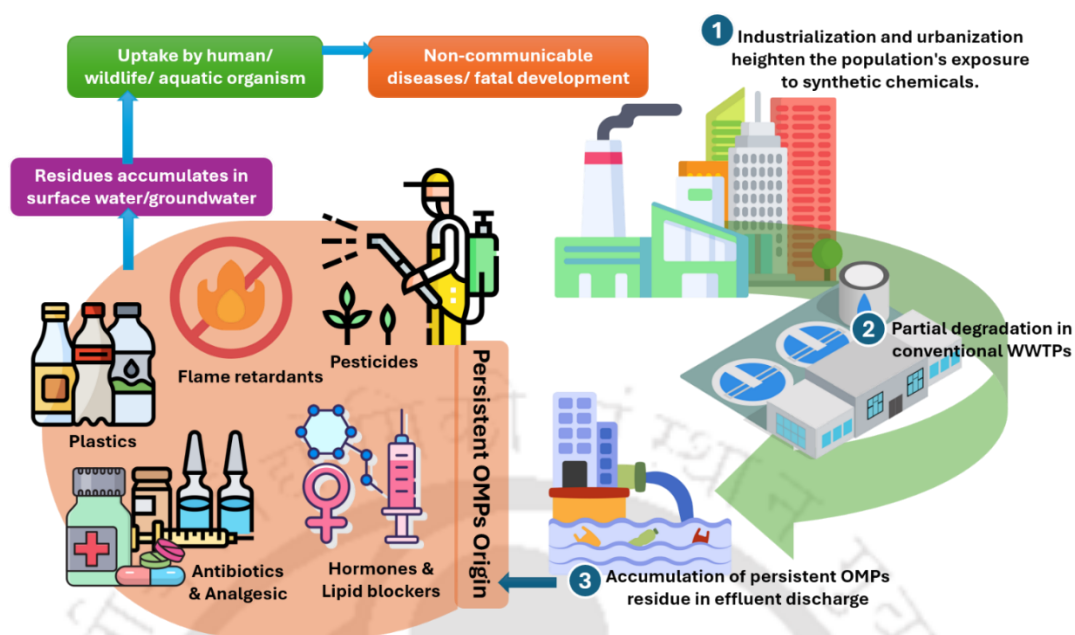 1
Industrialization and urbanization
heighten the population's exposure
to synthetic chemicals.
Uptake by human/
wildlife/ aquatic organism
Non-communicable
diseases/ fatal development
Residues accumulates in
surface water/groundwater
2
Partial degradation in
conventional WWTPs
Pesticides
Flame retardants
Plastics
Persistent OMPs Origin
Antibiotics
& Analgesic
Hormones &
Lipid blockers
3
Accumulation of persistent OMPs
residue in effluent discharge